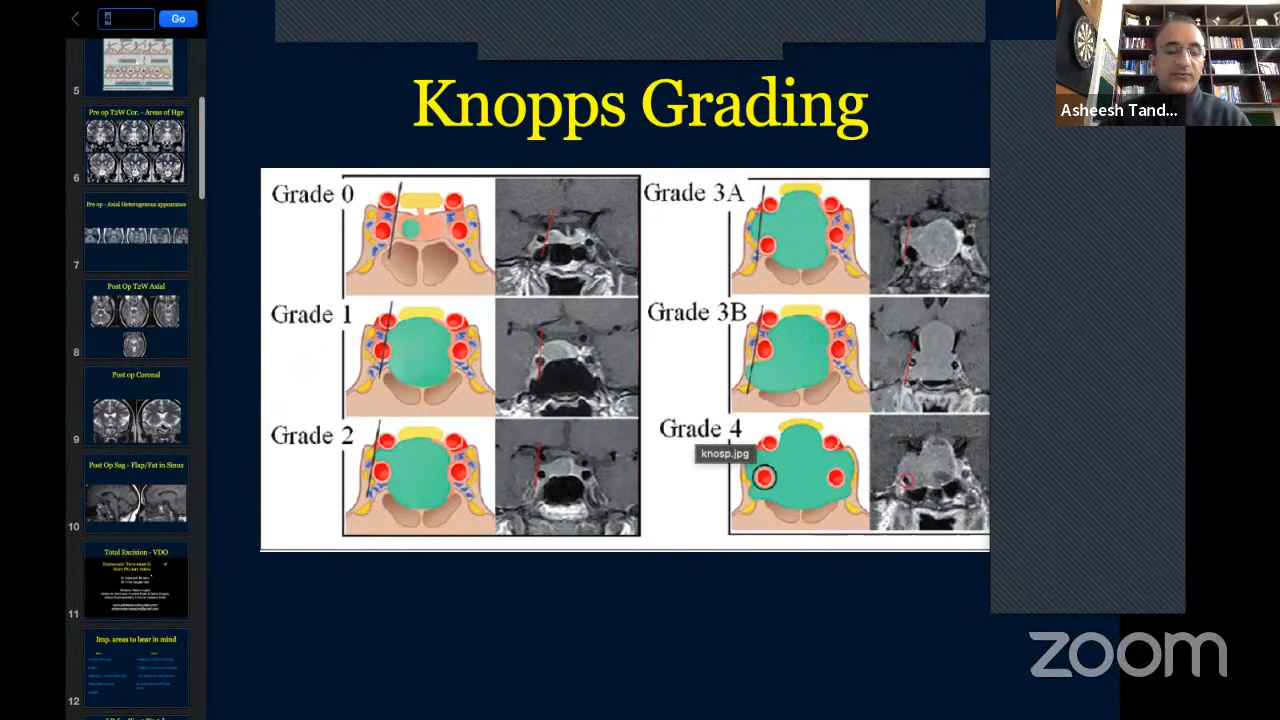 Go
5
Pre op T2W Cor. - Areas of Hge
6
Pre op - Axial Heterogenous appearance
7
Post Op T2W Axial
8
Post op Coronal
9
Post Op Sag - Flap/Fat in Sinus
10
Total Excision - VDO
11
Imp. areas to bear in mind
12
Knopps Grading
Grade 0
Grade 1
Grade 2
Grade 3A
Grade 3B
Grade 4
knosp.jpg
Asheesh Tand...
zoom